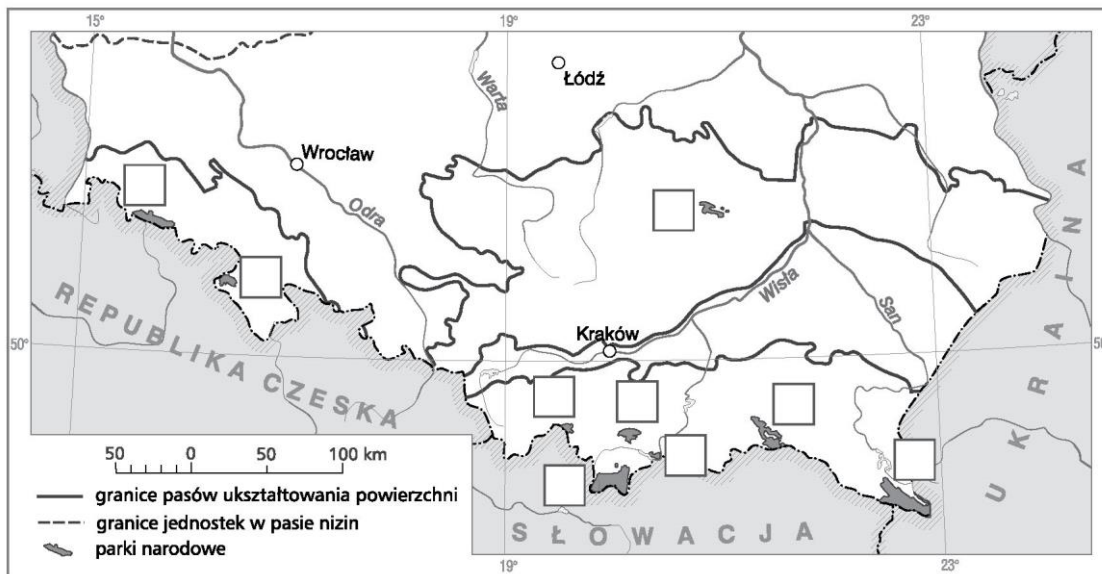 15° 19° 23°
Łódź
Warta
Wrocław
Odra
Wisła
San
Kraków
50° 50°
REPUBLIKA CZESKA
UKRAINA
SŁOWACJA
50 0 50 100 km
granice pasów ukształtowania powierzchni
granice jednostek w pasie nizin
parki narodowe
19° 23°